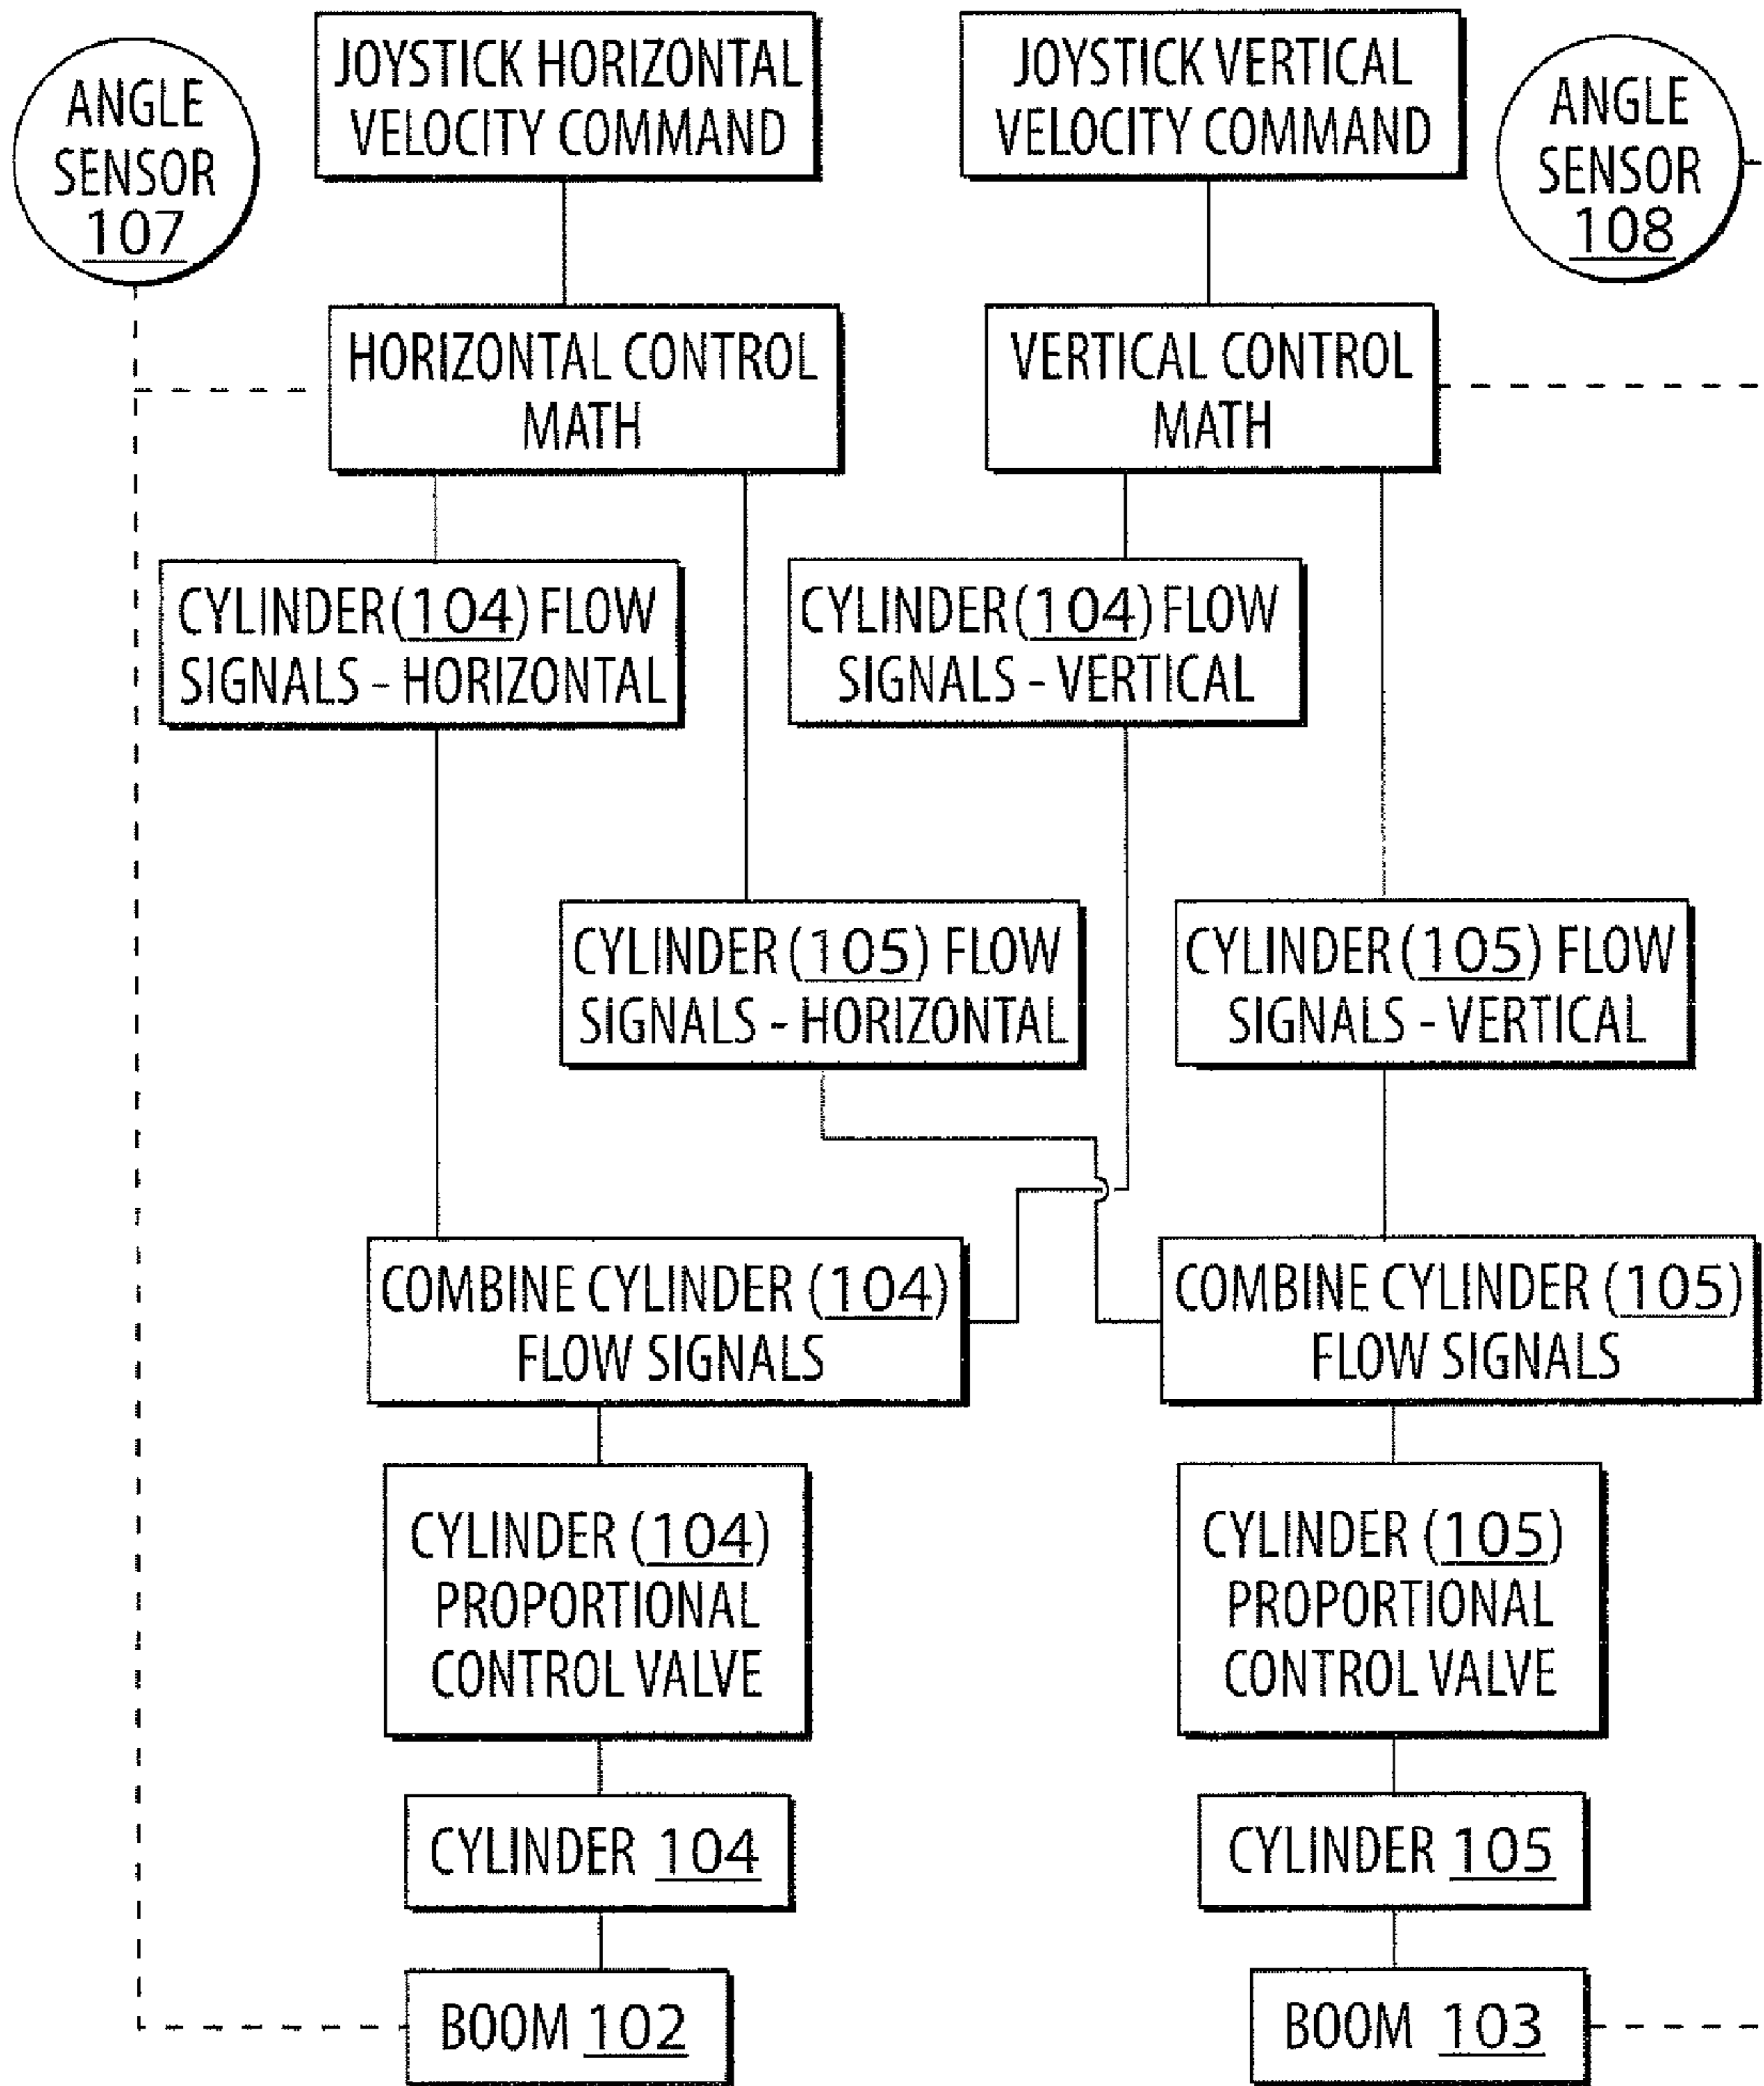 ANGLE
SENSOR
107
JOYSTICK HORIZONTAL
VELOCITY COMMAND
JOYSTICK VERTICAL
VELOCITY COMMAND
ANGLE
SENSOR
108
HORIZONTAL CONTROL
MATH
VERTICAL CONTROL
MATH
CYLINDER (104) FLOW
SIGNALS - HORIZONTAL
CYLINDER (104) FLOW
SIGNALS - VERTICAL
CYLINDER (105) FLOW
SIGNALS - HORIZONTAL
CYLINDER (105) FLOW
SIGNALS - VERTICAL
COMBINE CYLINDER (104)
FLOW SIGNALS
COMBINE CYLINDER (105)
FLOW SIGNALS
CYLINDER (104)
PROPORTIONAL
CONTROL VALVE
CYLINDER (105)
PROPORTIONAL
CONTROL VALVE
CYLINDER 104
CYLINDER 105
BOOM 102
BOOM 103